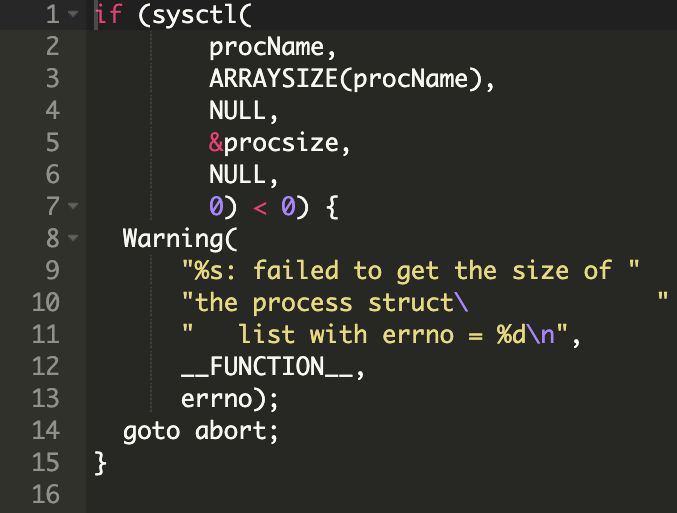 1 if (sysctl(
2         procName,
3         ARRAYSIZE(procName),
4         NULL,
5         &procsize,
6         NULL,
7         0) < 0) {
8   Warning(
9       "%s: failed to get the size of "
10       "the process struct\             "
11       "   list with errno = %d\n",
12       __FUNCTION__,
13       errno);
14   goto abort;
15 }
16